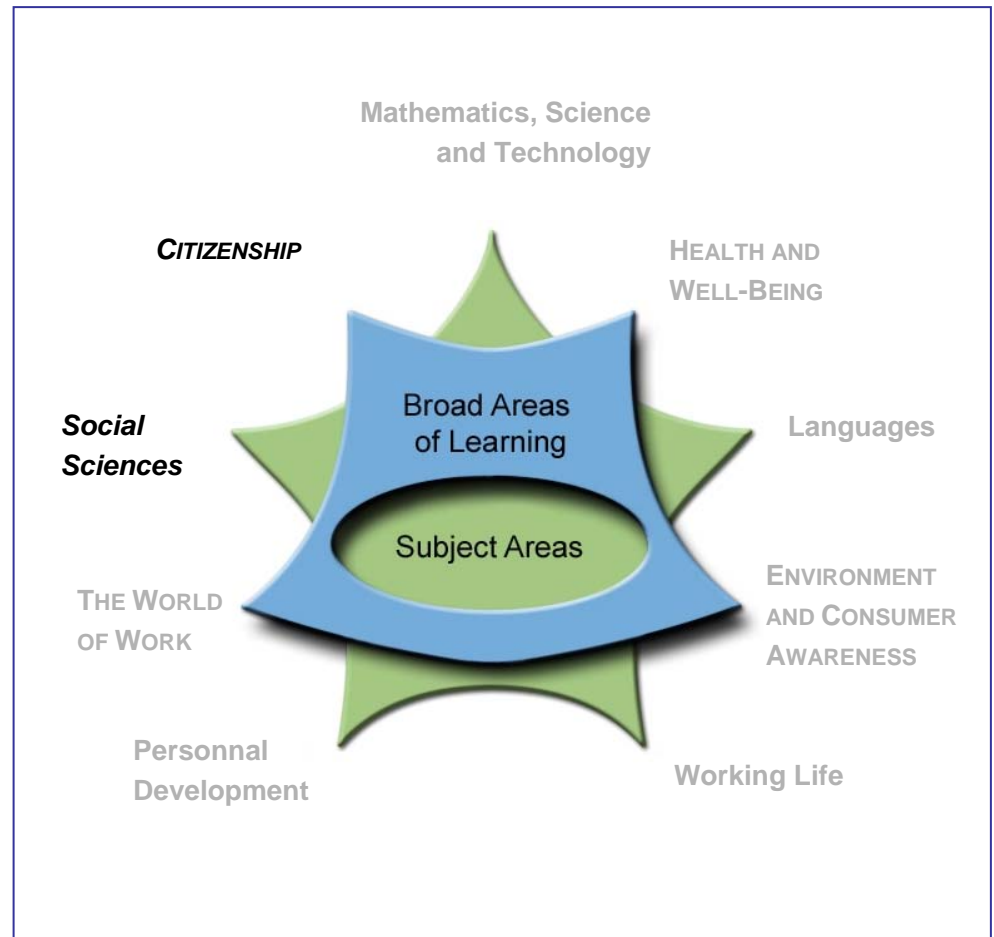 Mathematics, Science
and Technology
CITIZENSHIP
HEALTH AND
WELL-BEING
Broad Areas
of Learning
Social
Sciences
Languages
Subject Areas
THE WORLD
OF WORK
ENVIRONMENT
AND CONSUMER
AWARENESS
Personnal
Development
Working Life